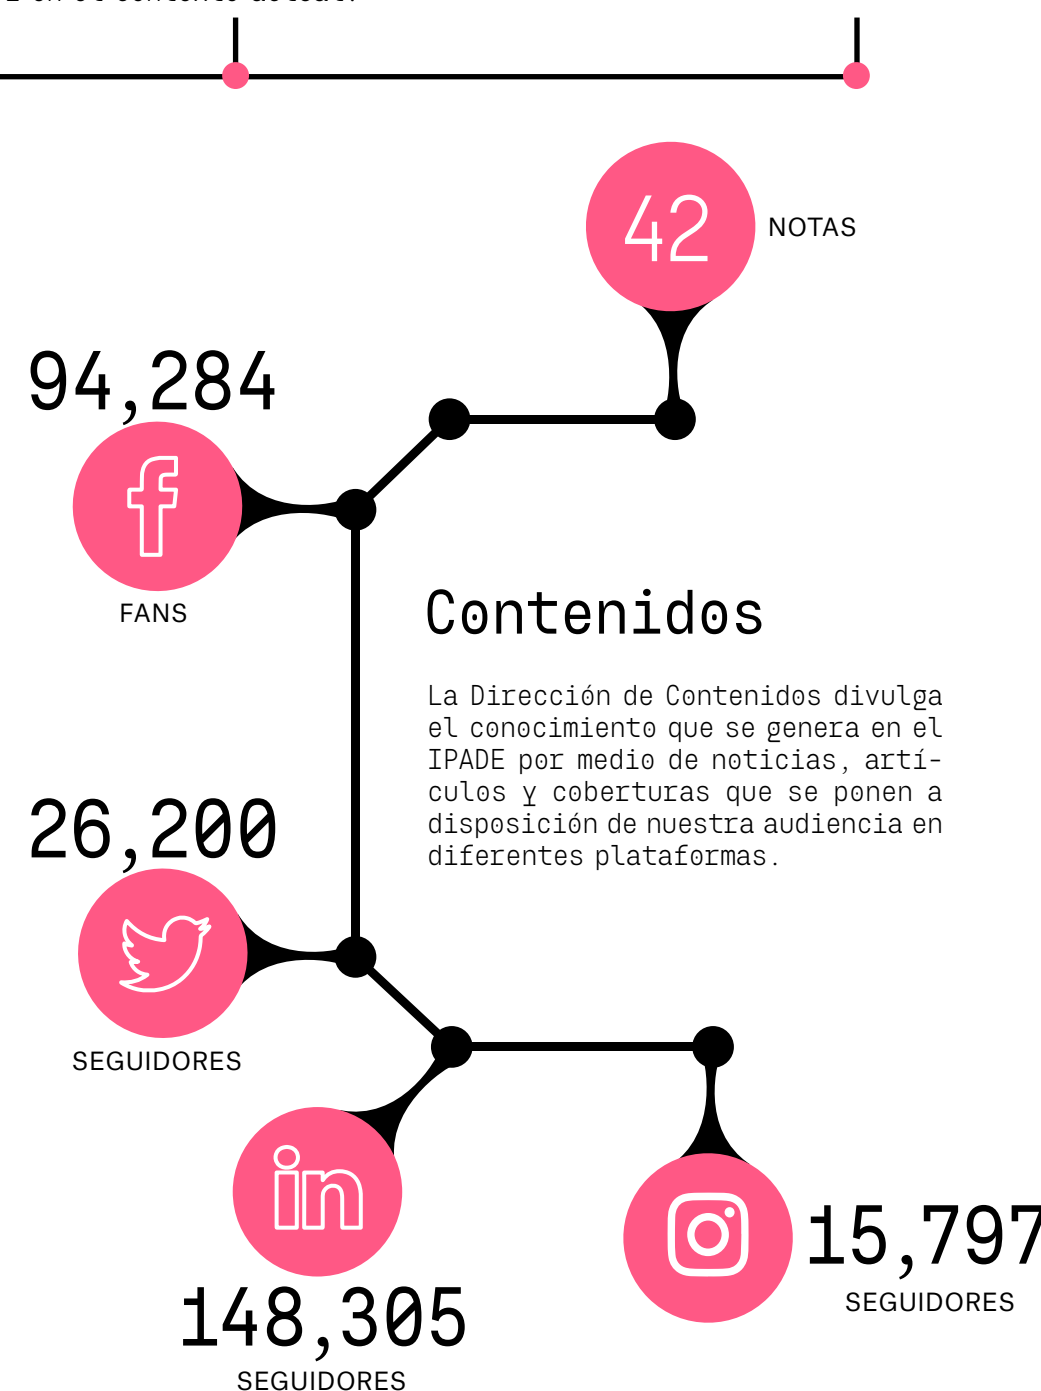 42
NOTAS
94,284
FANS
Contenidos
La Dirección de Contenidos divulga
el conocimiento que se genera en el
IPADE por medio de noticias, artí-
culos y coberturas que se ponen a
disposición de nuestra audiencia en
diferentes plataformas.
26,200
SEGUIDORES
in
148,305
SEGUIDORES
15,797
SEGUIDORES